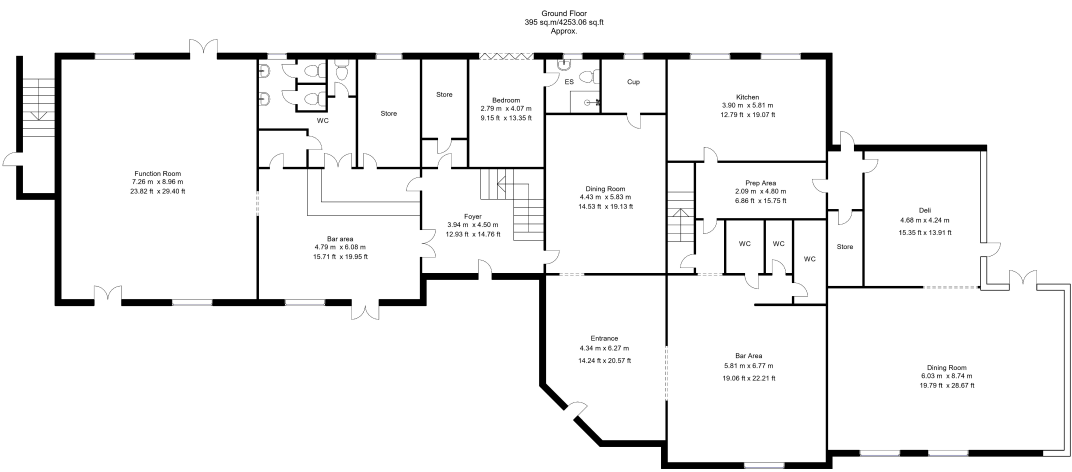 Ground Floor
395 sq.m/4253.06 sq.ft
Approx.
Function Room
7.26 m x 8.96 m
23.82 ft x 29.40 ft
WC
Store
Store
Bedroom
2.79 m x 4.07 m
9.15 ft x 13.35 ft
ES
Cup
Kitchen
3.90 m x 5.81 m
12.79 ft x 19.07 ft
Bar area
4.79 m x 6.08 m
15.71 ft x 19.95 ft
Foyer
3.94 m x 4.50 m
12.93 ft x 14.76 ft
Dining Room
4.43 m x 5.83 m
14.53 ft x 19.13 ft
Prep Area
2.09 m x 4.80 m
6.86 ft x 15.75 ft
WC
WC
WC
Store
Deli
4.68 m x 4.24 m
15.35 ft x 13.91 ft
Entrance
4.34 m x 6.27 m
14.24 ft x 20.57 ft
Bar Area
5.81 m x 6.77 m
19.06 ft x 22.21 ft
Dining Room
6.03 m x 8.74 m
19.79 ft x 28.67 ft